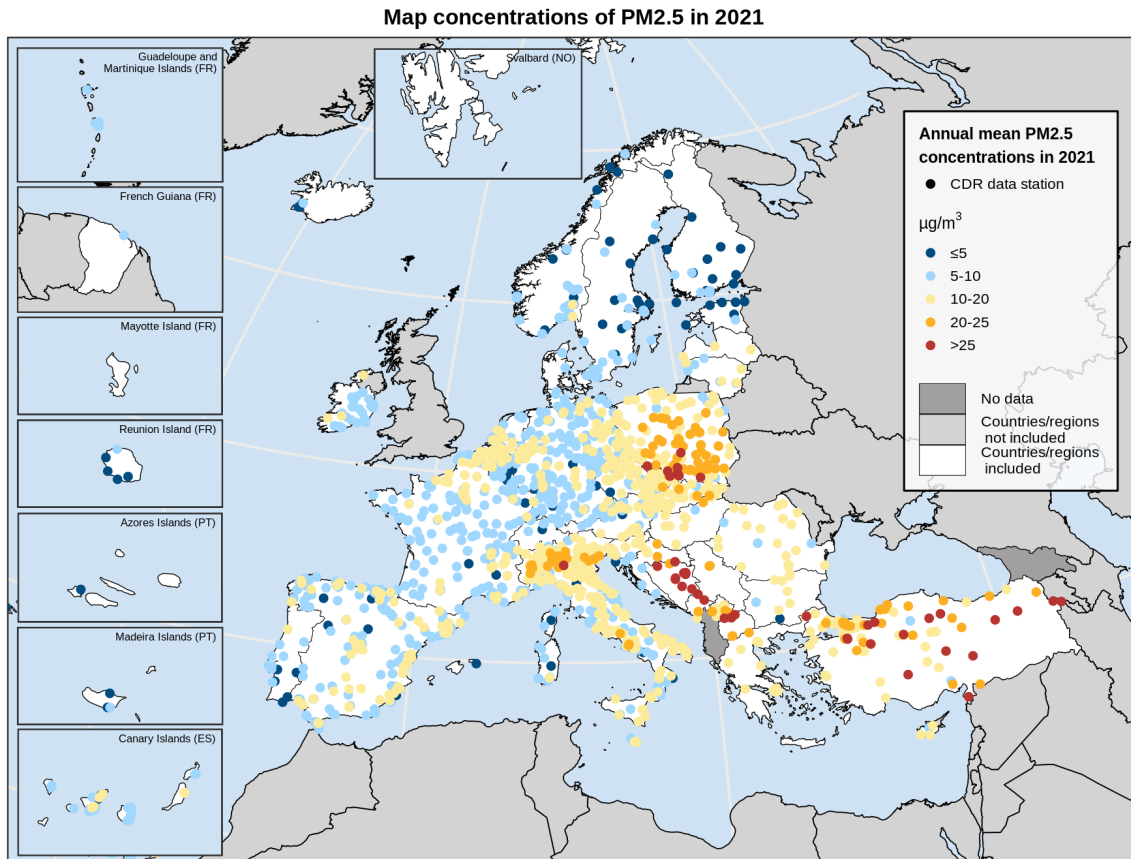 Map concentrations of PM2.5 in 2021
Guadeloupe and
Martinique Islands (FR)
Svalbard (NO)
French Guiana (FR)
Mayotte Island (FR)
Reunion Island (FR)
Azores Islands (PT)
Madeira Islands (PT)
Canary Islands (ES)
Annual mean PM2.5
concentrations in 2021
CDR data station
µg/m³
≤5
5-10
10-20
20-25
>25
No data
Countries/regions
not included
Countries/regions
included